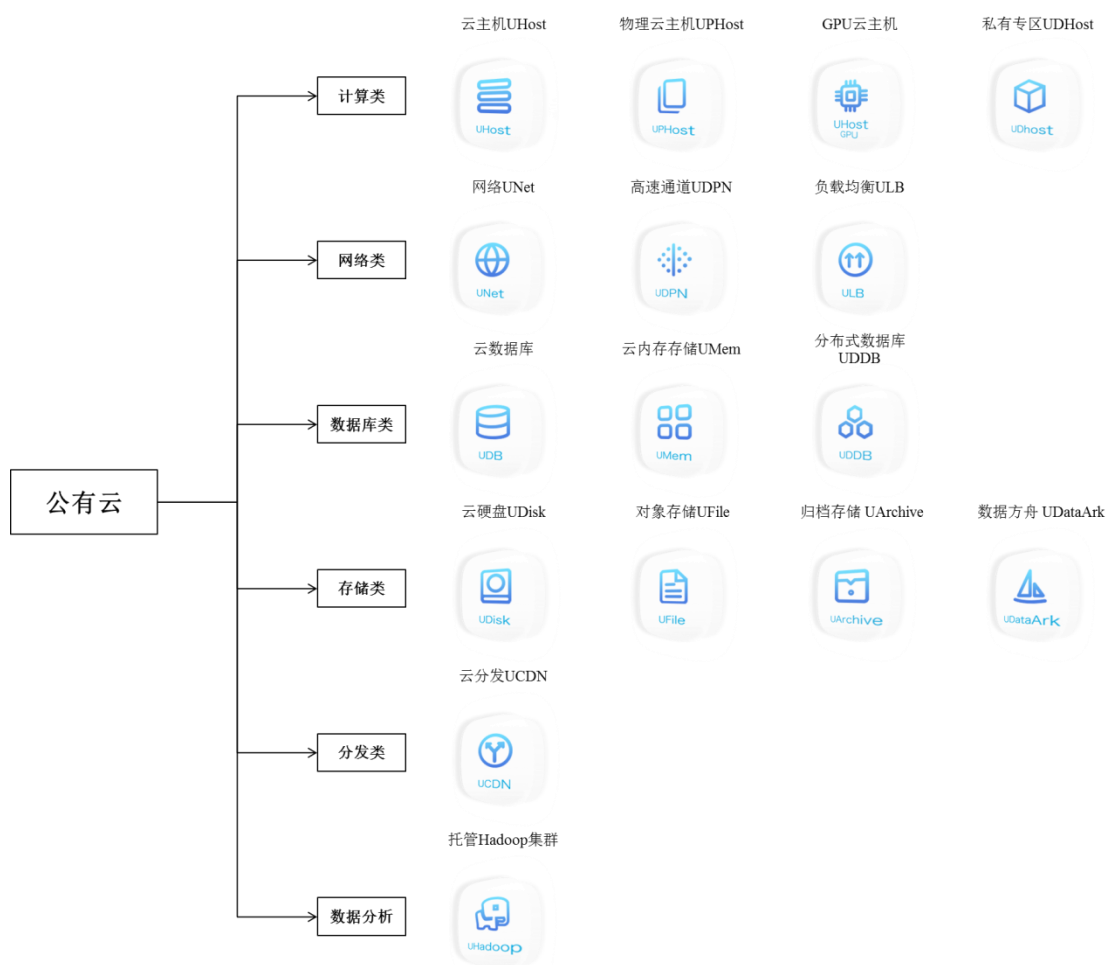 云主机UHost
物理云主机UPHost
GPU云主机
私有专区UDHost
计算类
UHost
UPHost
UHost
GPU
UDhost
网络UNet
高速通道UDPN
负载均衡ULB
网络类
UNet
UDPN
ULB
云数据库
云内存存储UMem
分布式数据库
UDDB
数据库类
UDB
UMem
UDDB
公有云
云硬盘UDisk
对象存储UFile
归档存储 UArchive
数据方舟 UDataArk
存储类
UDisk
UFile
UArchive
UDataArk
云分发UCDN
分发类
UCDN
托管Hadoop集群
数据分析
UHadoop